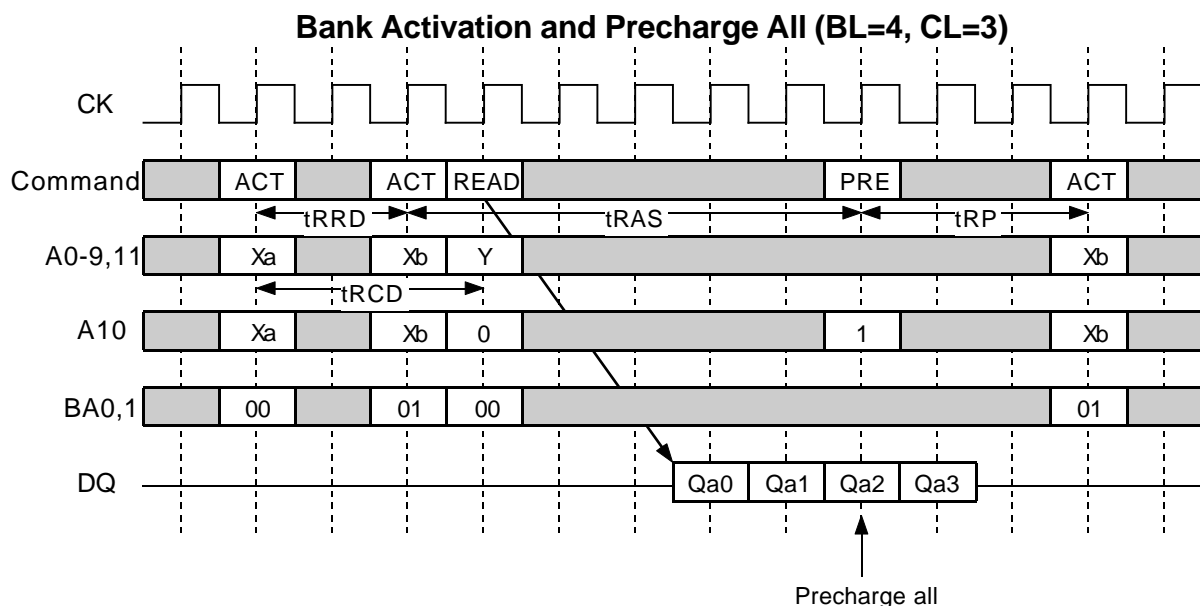 Bank Activation and Precharge All (BL=4, CL=3)
CK
Command ACT ACT READ PRE ACT
tRRD tRAS tRP
A0-9,11 Xa Xb Y Xb
tRCD
A10 Xa Xb 0 1 Xb
BA0,1 00 01 00 01
DQ Qa0 Qa1 Qa2 Qa3
Precharge all